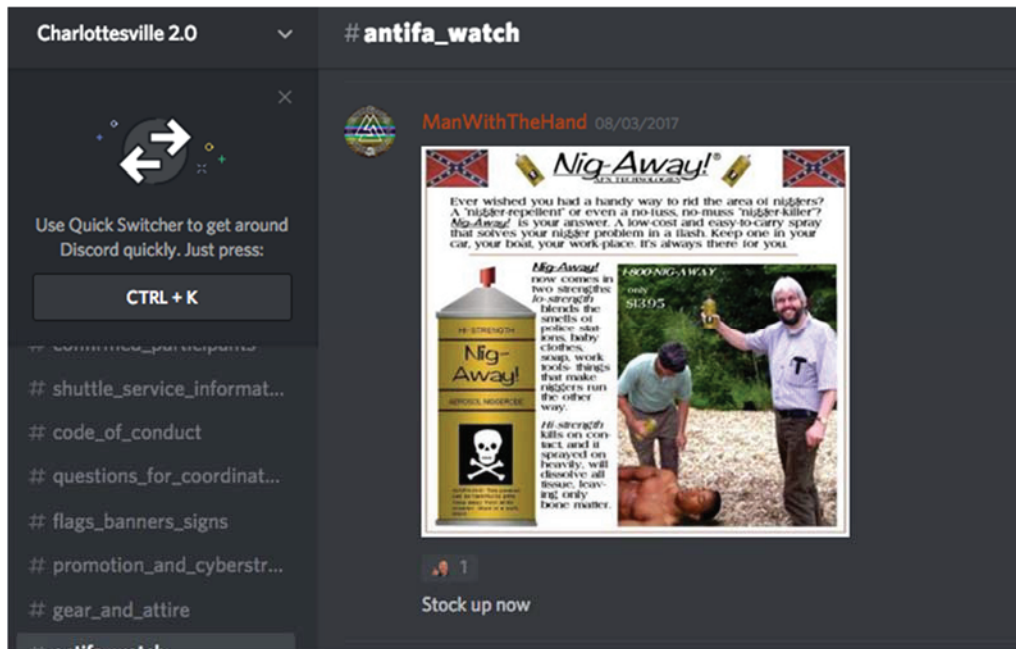 Charlottesville 2.0
#antifa_watch
Use Quick Switcher to get around
Discord quickly. Just press:
CTRL + K
# confirmed_participants
# shuttle_service_informat...
# code_of_conduct
# questions_for_coordinat...
# flags_banners_signs
# promotion_and_cyberstr...
# gear_and_attire
# antifa_watch
ManWithTheHand 08/03/2017
Nig-Away!®
Ever wished you had a handy way to rid the area of niggers?
A "nigger-repellent" or even a no-fuss, no-muss "nigger-killer"?
Nig-Away! is your answer. A low-cost and easy-to-carry spray
that solves your nigger problem in a flash. Keep one in your
car, your boat, your work-place. It's always there for you.
Nig-Away!
now comes in
two strengths:
lo-strength
blends the
smells of
police stat-
ions, baby
clothes,
soap, work
tools- things
that make
niggers run
the other
way.
Hi-strength
kills on con-
tact, and if
sprayed on
heavily, will
dissolve all
tissue, leav-
ing only
bone matter.
HI-STRENGTH
Nig-
Away!
AEROSOL NIGGERCIDE
1-800-NIG-AWAY
only
$13.95
1
Stock up now